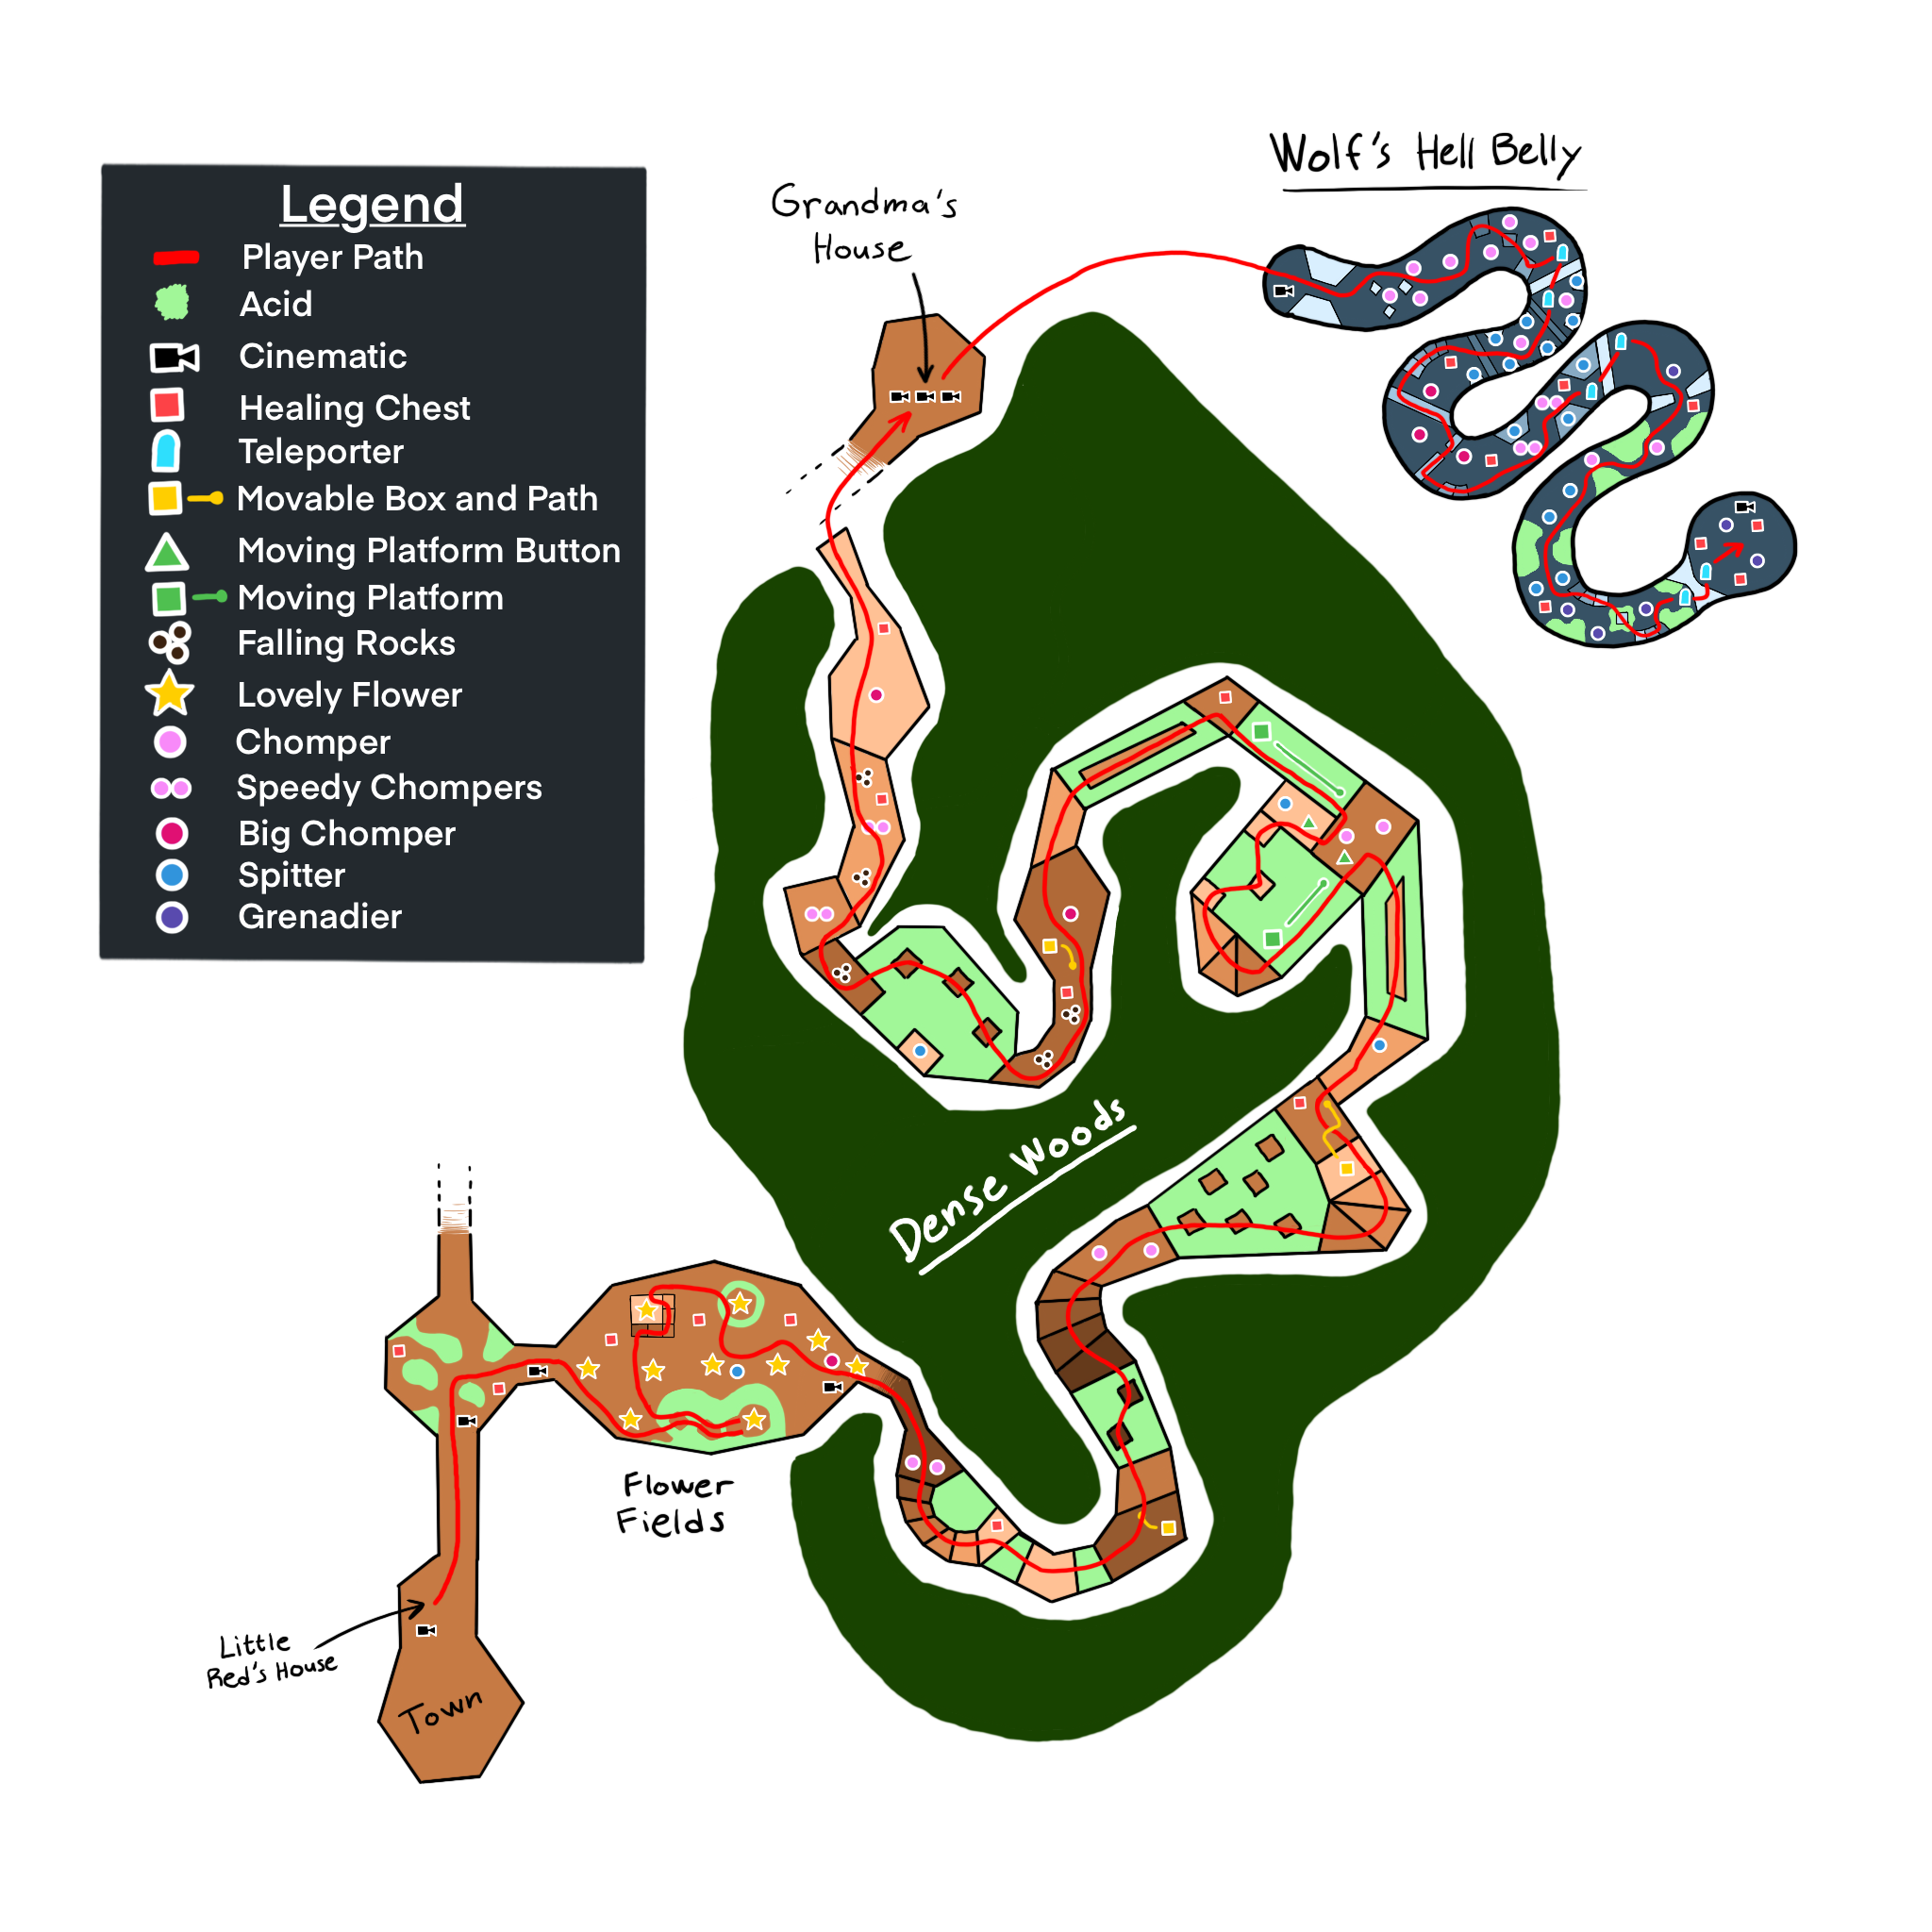 Legend
Player Path
Acid
Cinematic
Healing Chest
Teleporter
Movable Box and Path
Moving Platform Button
Moving Platform
Falling Rocks
Lovely Flower
Chomper
Speedy Chompers
Big Chomper
Spitter
Grenadier
Wolf's Hell Belly
Grandma's
House
Dense Woods
Flower
Fields
Little
Red's House
Town